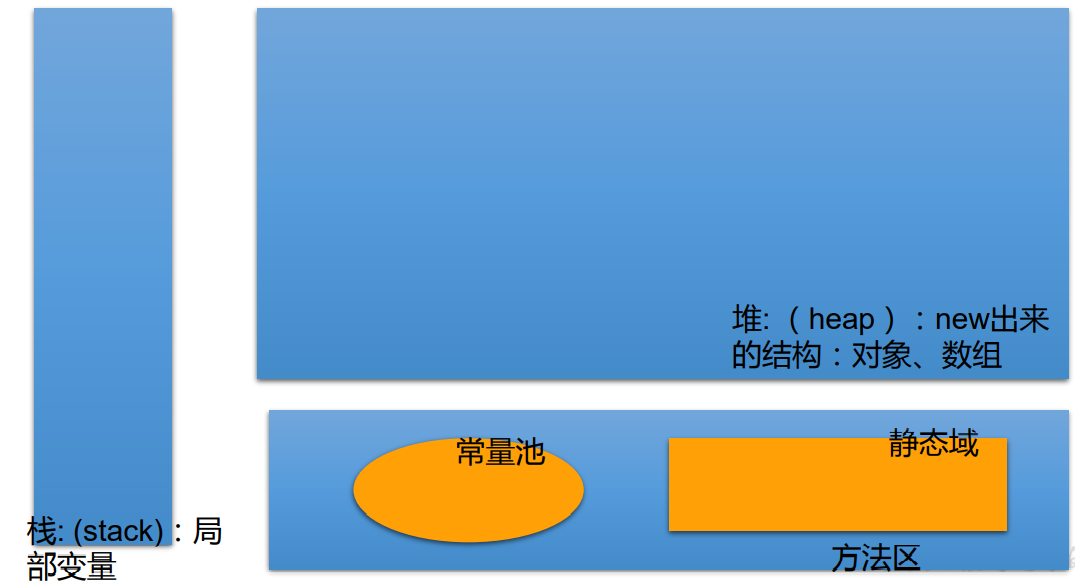 堆: （ heap ） : new出来
的结构 : 对象、数组
常量池
静态域
栈: (stack) : 局
部变量
方法区